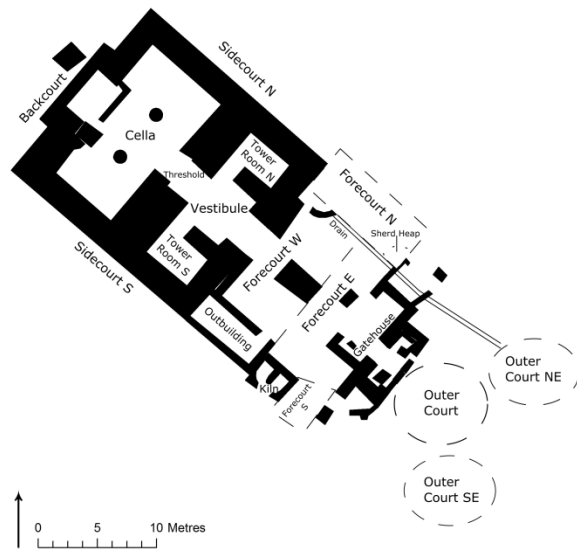 Sidecourt N
Backcourt
Cella
Threshold
Tower
Room N
Vestibule
Forecourt N
Sherd Heap
Drain
Forecourt W
Tower
Room S
Sidecourt S
Forecourt E
Outbuilding
Gatehouse
Kiln
Forecourt
S
Outer
Court NE
Outer
Court
Outer
Court SE
0 5 10 Metres